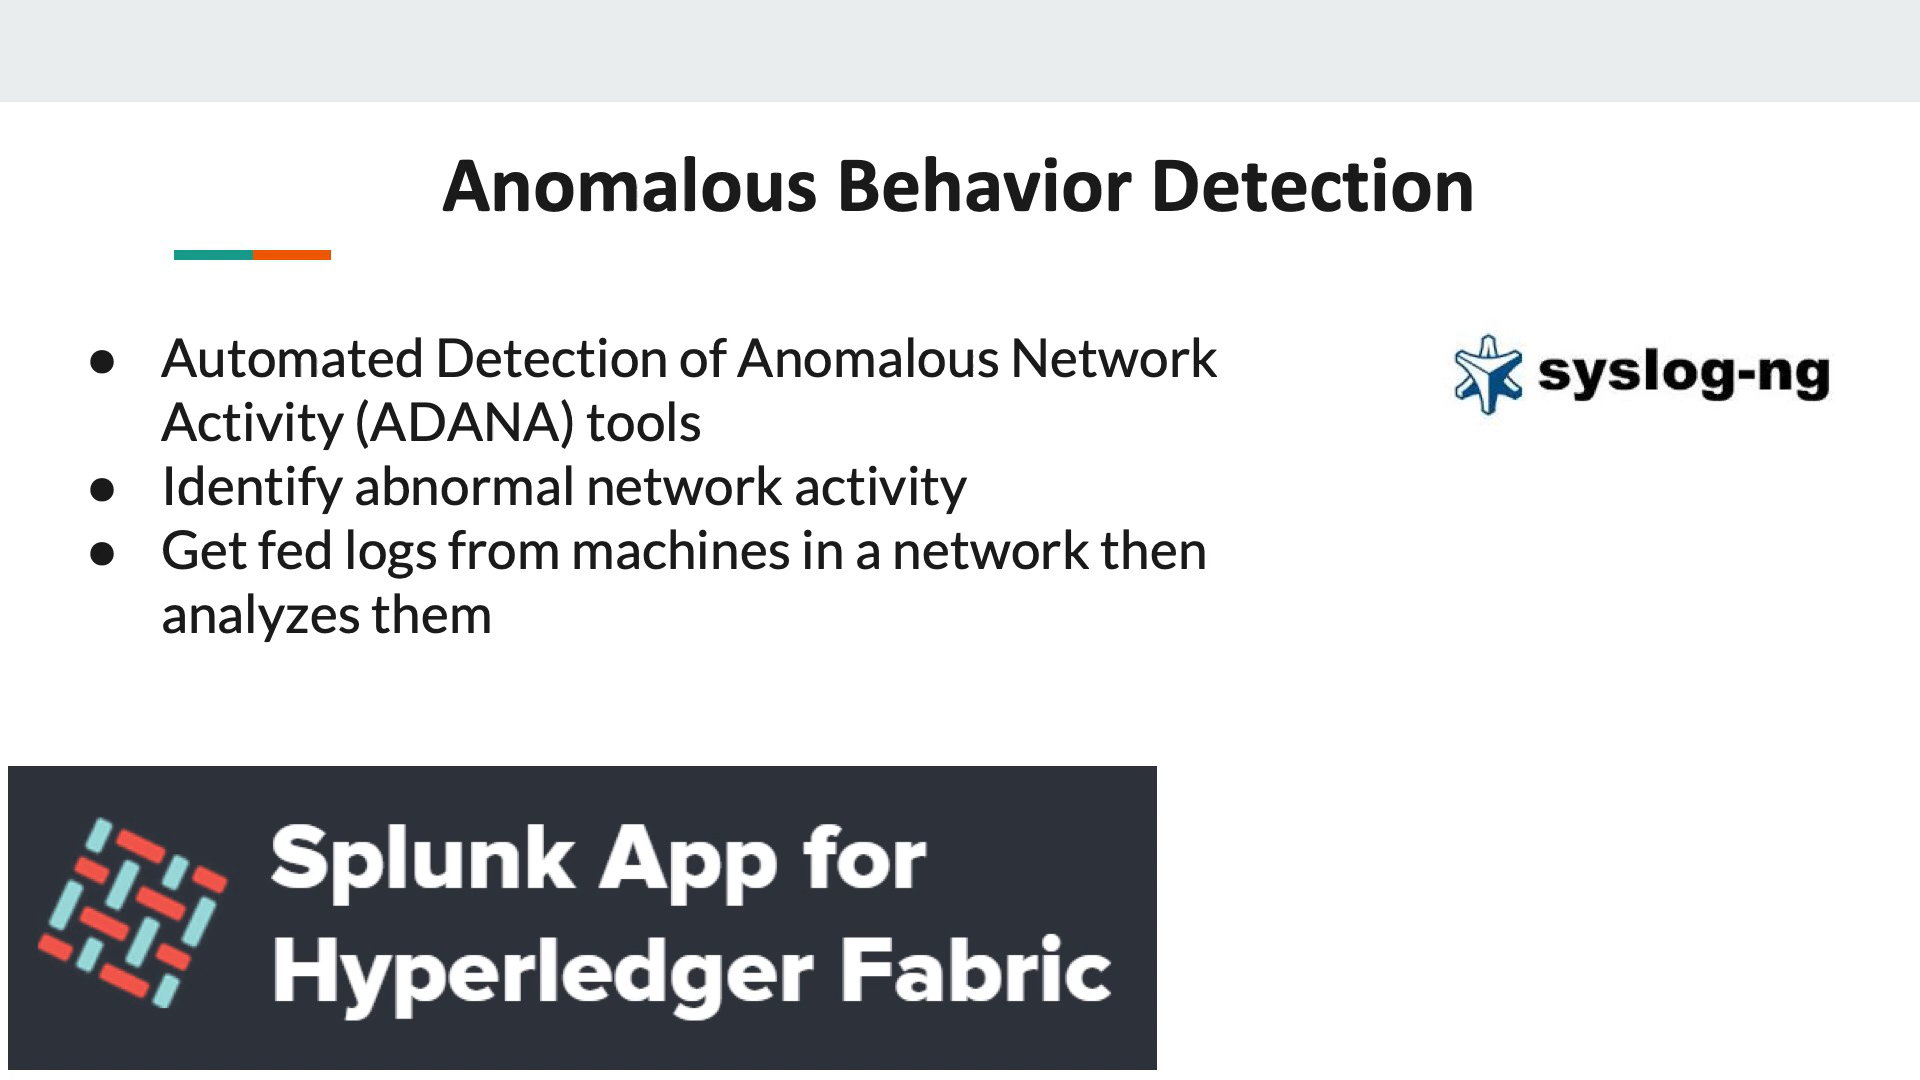 Anomalous Behavior Detection
● Automated Detection of Anomalous Network
Activity (ADANA) tools
● Identify abnormal network activity
● Get fed logs from machines in a network then
analyzes them
syslog-ng
Splunk App for
Hyperledger Fabric